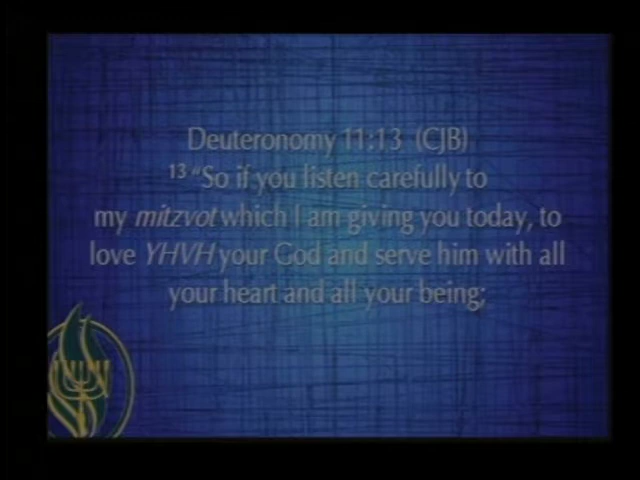 Deuteronomy 11:13 (CJB)
13 “So if you listen carefully to
my mitzvot which I am giving you today, to
love YHVH your God and serve him with all
your heart and all your being;